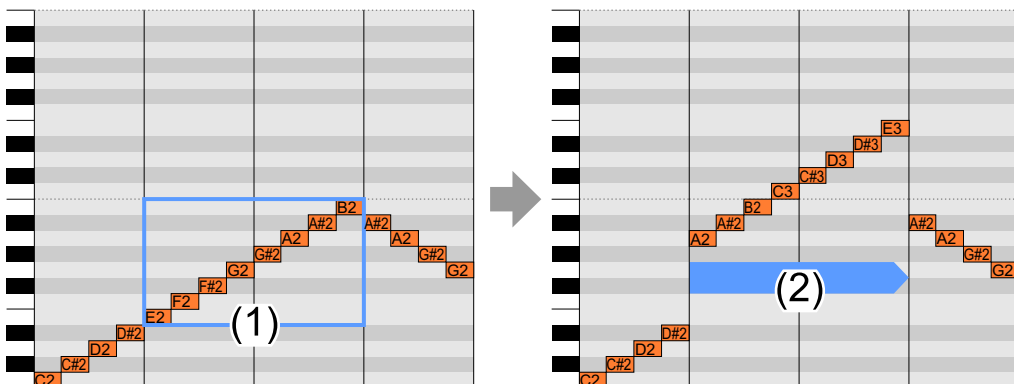 B2
A#2 A#2
A2 A2
G#2 G#2
G2 G2
F#2
F2
E2
(1)
D#2
D2
C#2
C2
E3
D#3
D3
C#3
C3
B2
A#2 A#2
A2 A2
G#2
G2
(2)
D#2
D2
C#2
C2